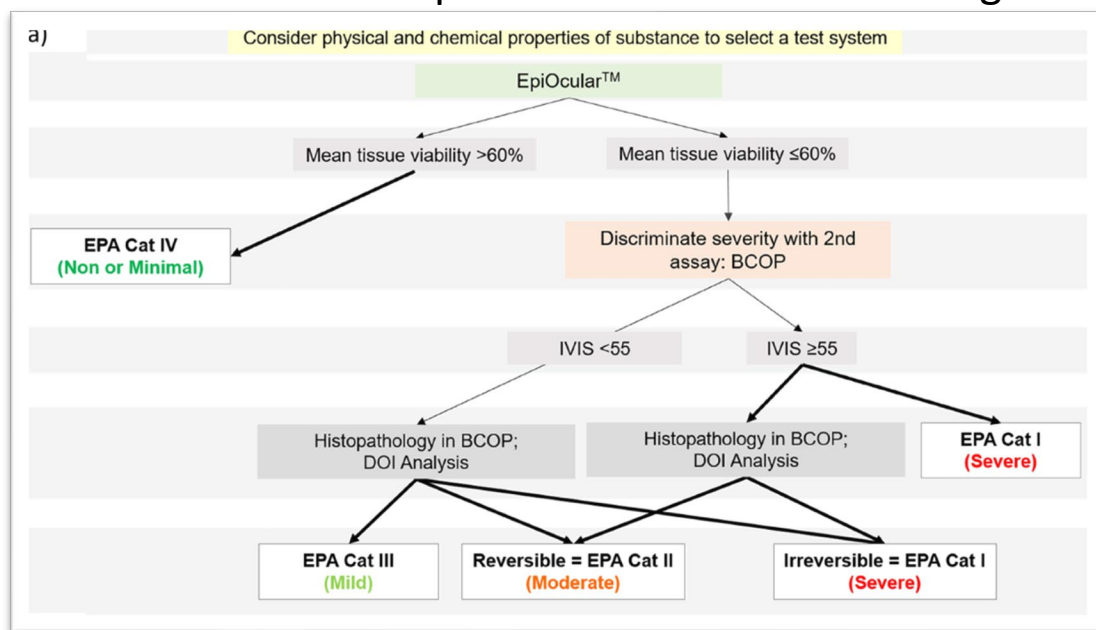 a)
Consider physical and chemical properties of substance to select a test system
EpiOcular™
Mean tissue viability >60%
Mean tissue viability ≤60%
EPA Cat IV
(Non or Minimal)
Discriminate severity with 2nd
assay: BCOP
IVIS <55
IVIS ≥55
Histopathology in BCOP;
DOI Analysis
Histopathology in BCOP;
DOI Analysis
EPA Cat I
(Severe)
EPA Cat III
(Mild)
Reversible = EPA Cat II
(Moderate)
Irreversible = EPA Cat I
(Severe)